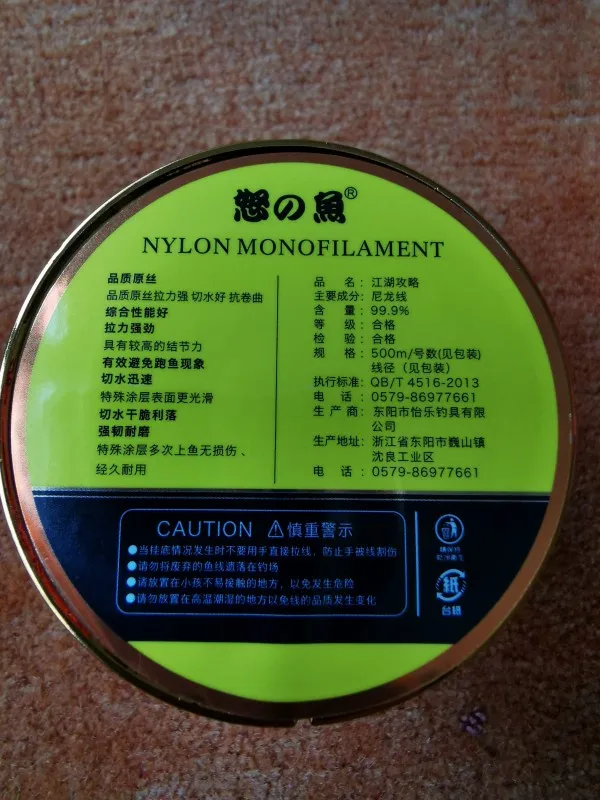 怒の魚®
NYLON MONOFILAMENT
品质原丝
品质原丝拉力强 切水好 抗卷曲
综合性能好
拉力强劲
具有较高的结节力
有效避免跑鱼现象
切水迅速
特殊涂层表面更光滑
切水干脆利落
强韧耐磨
特殊涂层多次上鱼无损伤、
经久耐用
品 名：江湖攻略
主要成分：尼龙线
含 量：99.9%
等 级：合格
检 验：合格
规 格：500m/号数(见包装)
线径（见包装）
执行标准：QB/T 4516-2013
电 话：0579-86977661
生 产 商：东阳市怡乐钓具有限
公司
生产地址：浙江省东阳市巍山镇
沈良工业区
电 话：0579-86977661
CAUTION ⚠慎重警示
●当挂底情况发生时不要用手直接拉线，防止手被线割伤
●请勿将废弃的鱼线遗落在钓场
●请放置在小孩不易接触的地方，以免发生危险
●请勿放置在高温潮湿的地方以免线的品质发生变化
纸
台纸